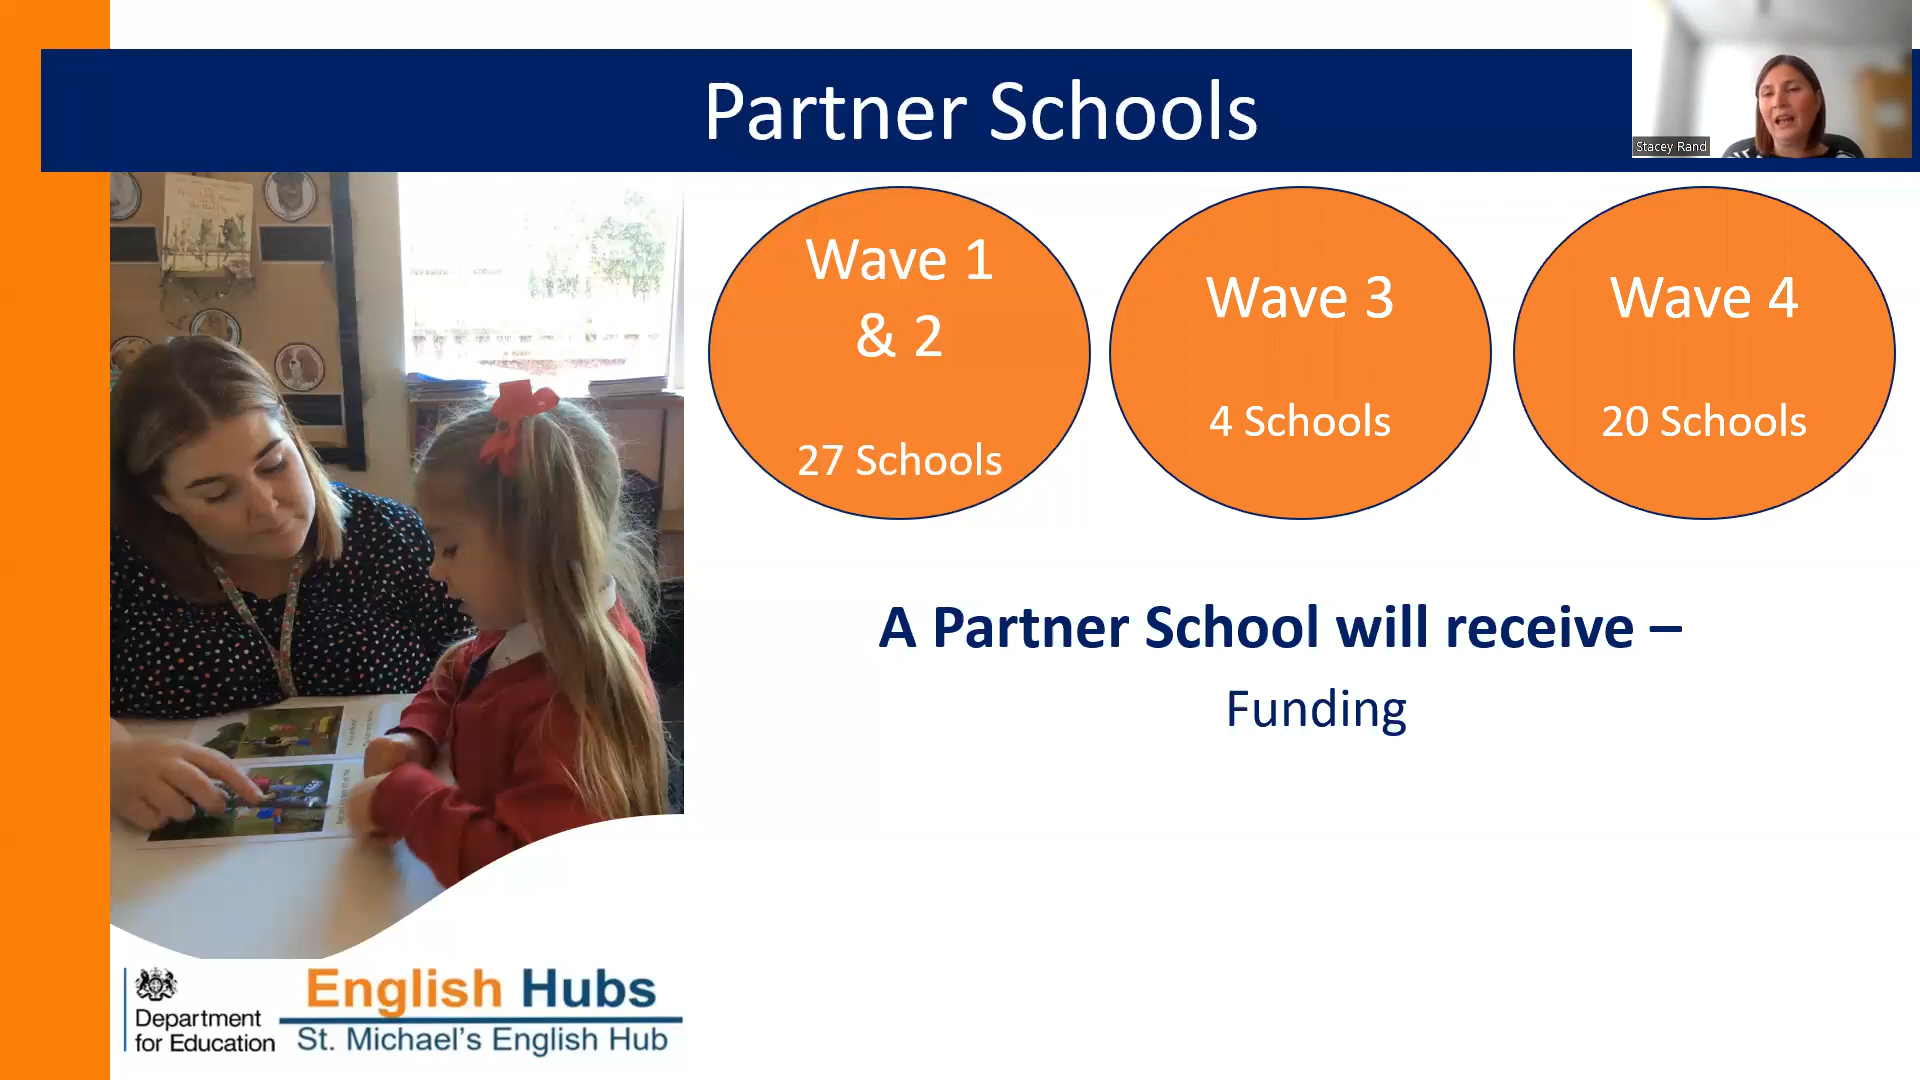 Partner Schools
Stacey Rand
Wave 1
& 2
27 Schools
Wave 3
4 Schools
Wave 4
20 Schools
A Partner School will receive –
Funding
Department
for Education
English Hubs
St. Michael's English Hub